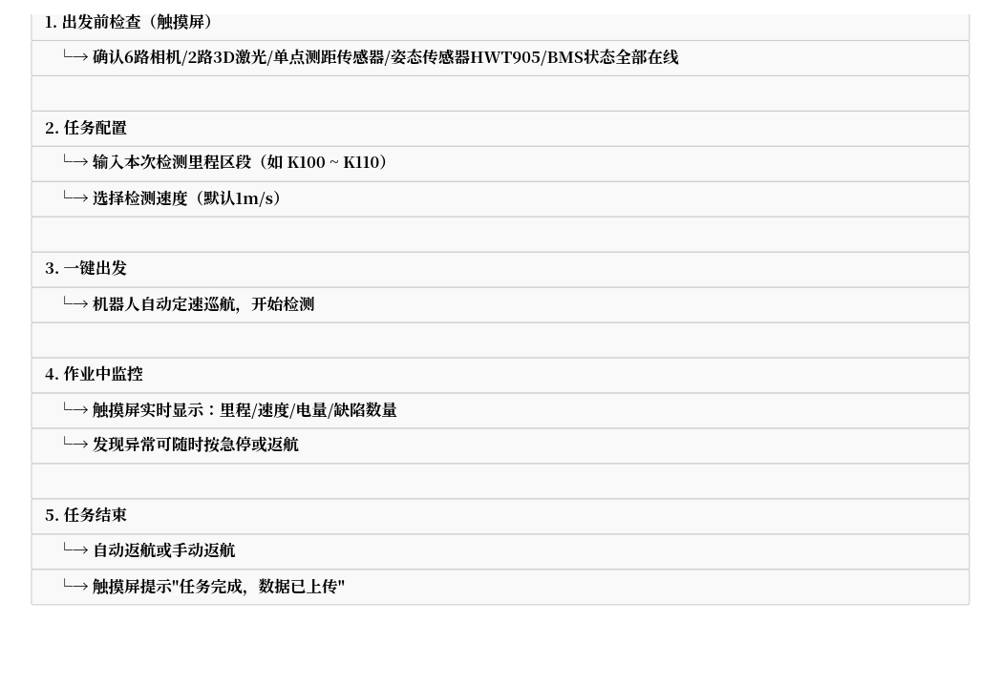 1. 出发前检查（触摸屏）
└─→ 确认6路相机/2路3D激光/单点测距传感器/姿态传感器HWT905/BMS状态全部在线
2. 任务配置
└─→ 输入本次检测里程区段（如 K100 ~ K110）
└─→ 选择检测速度（默认1m/s）
3. 一键出发
└─→ 机器人自动定速巡航，开始检测
4. 作业中监控
└─→ 触摸屏实时显示：里程/速度/电量/缺陷数量
└─→ 发现异常可随时按急停或返航
5. 任务结束
└─→ 自动返航或手动返航
└─→ 触摸屏提示"任务完成，数据已上传"